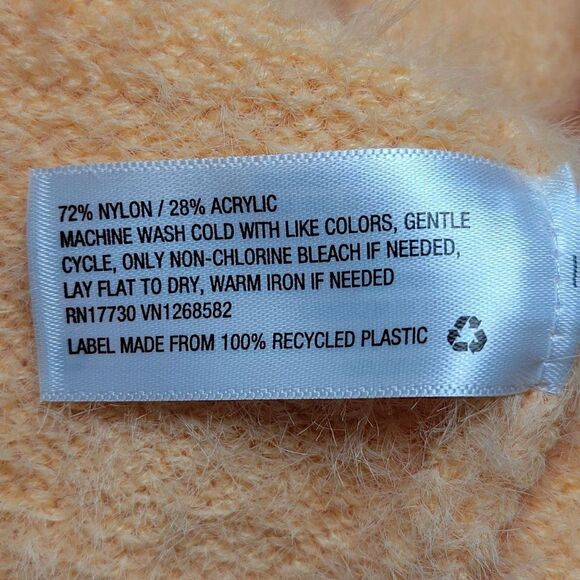 72% NYLON / 28% ACRYLIC
MACHINE WASH COLD WITH LIKE COLORS, GENTLE
CYCLE, ONLY NON-CHLORINE BLEACH IF NEEDED,
LAY FLAT TO DRY, WARM IRON IF NEEDED
RN17730 VN1268582
LABEL MADE FROM 100% RECYCLED PLASTIC